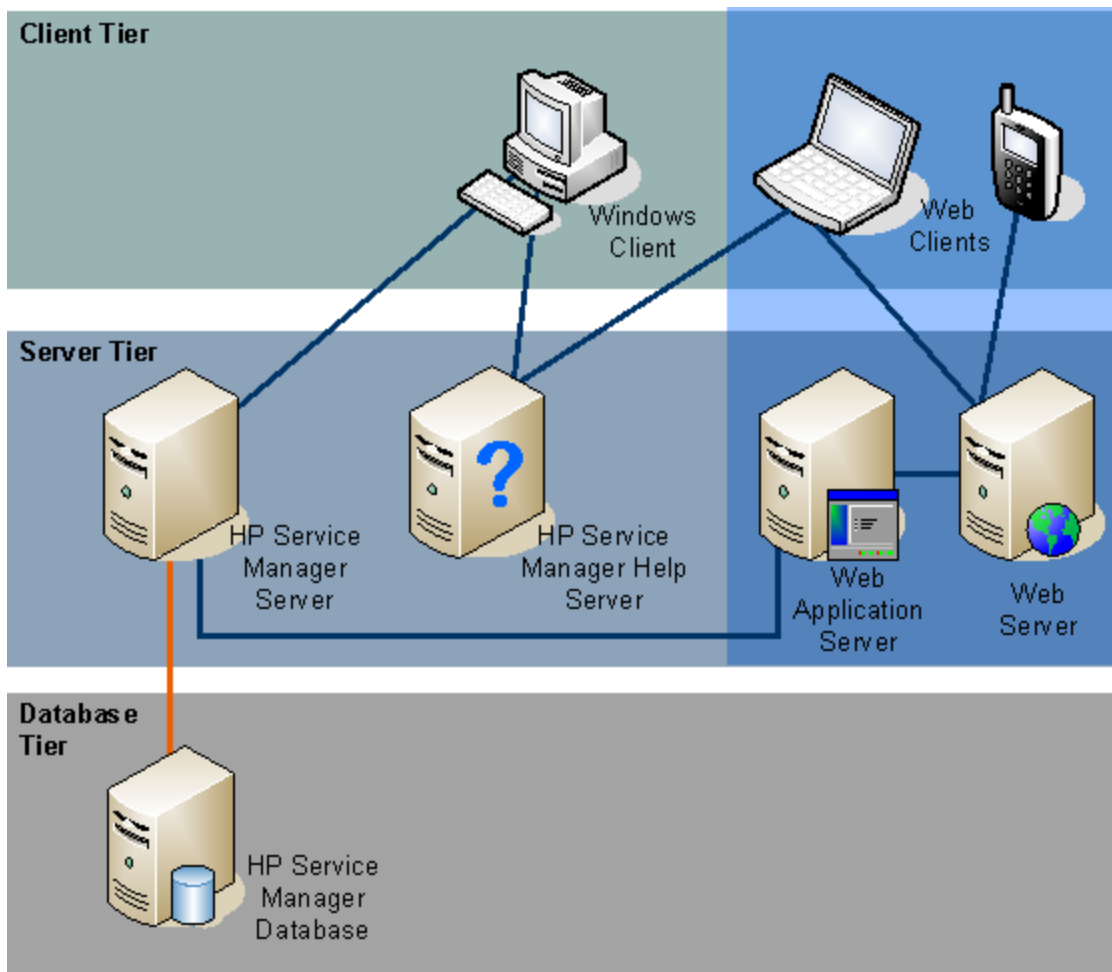 Client Tier
Windows
Client
Web
Clients
Server Tier
HP Service
Manager
Server
HP Service
Manager Help
Server
Web
Application
Server
Web
Server
Database
Tier
HP Service
Manager
Database